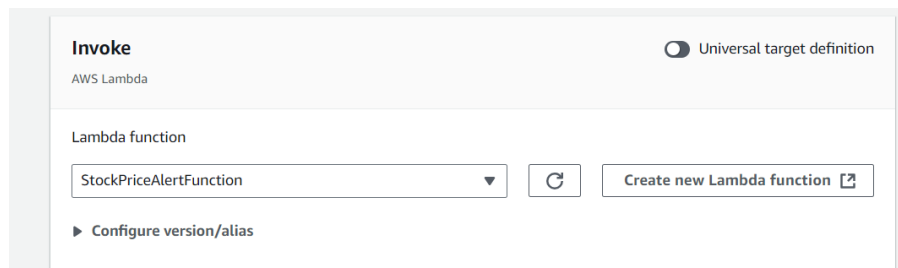 Invoke
Universal target definition
AWS Lambda
Lambda function
StockPriceAlertFunction
Create new Lambda function
Configure version/alias